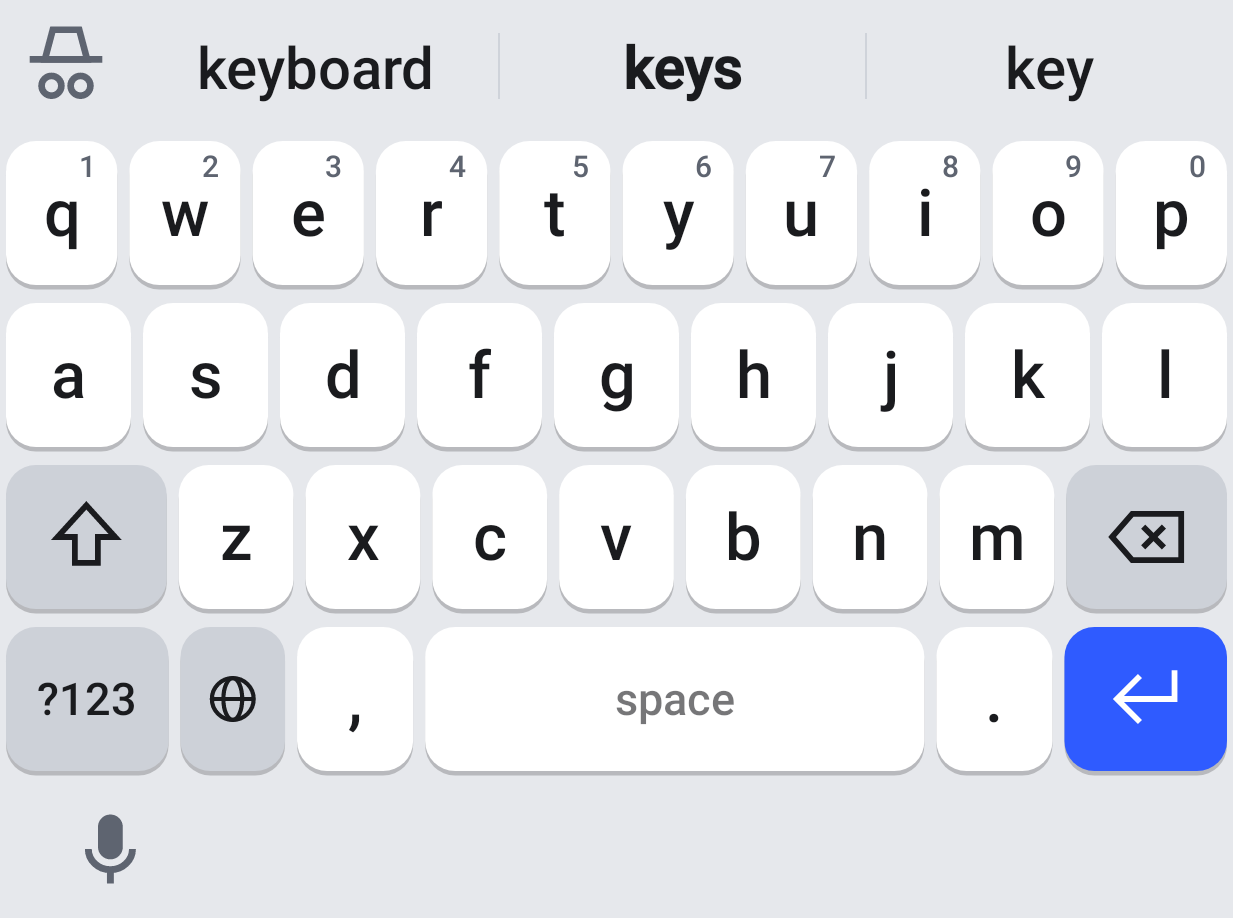 keyboard keys key
1 2 3 4 5 6 7 8 9 0
q w e r t y u i o p
a s d f g h j k l
z x c v b n m
?123 , space .